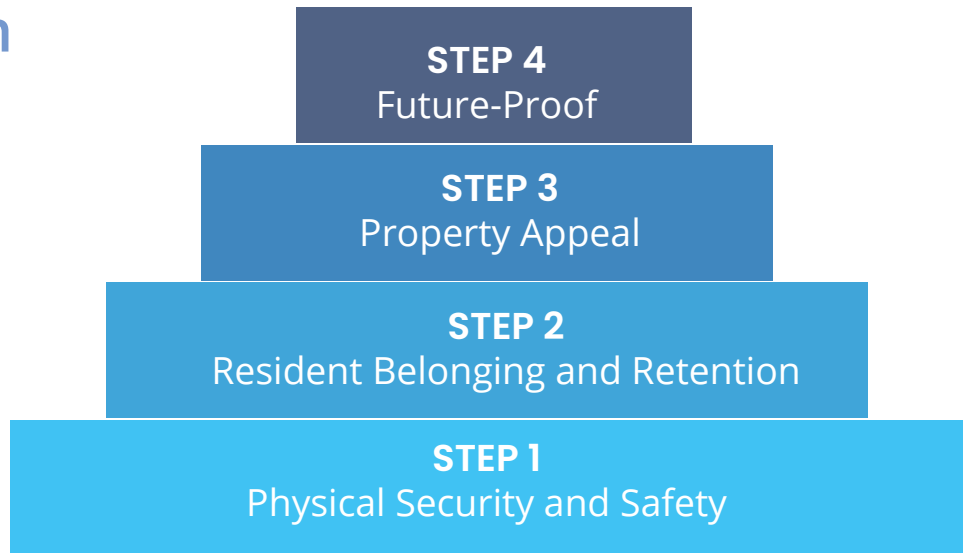 n
STEP 4
Future-Proof
STEP 3
Property Appeal
STEP 2
Resident Belonging and Retention
STEP 1
Physical Security and Safety